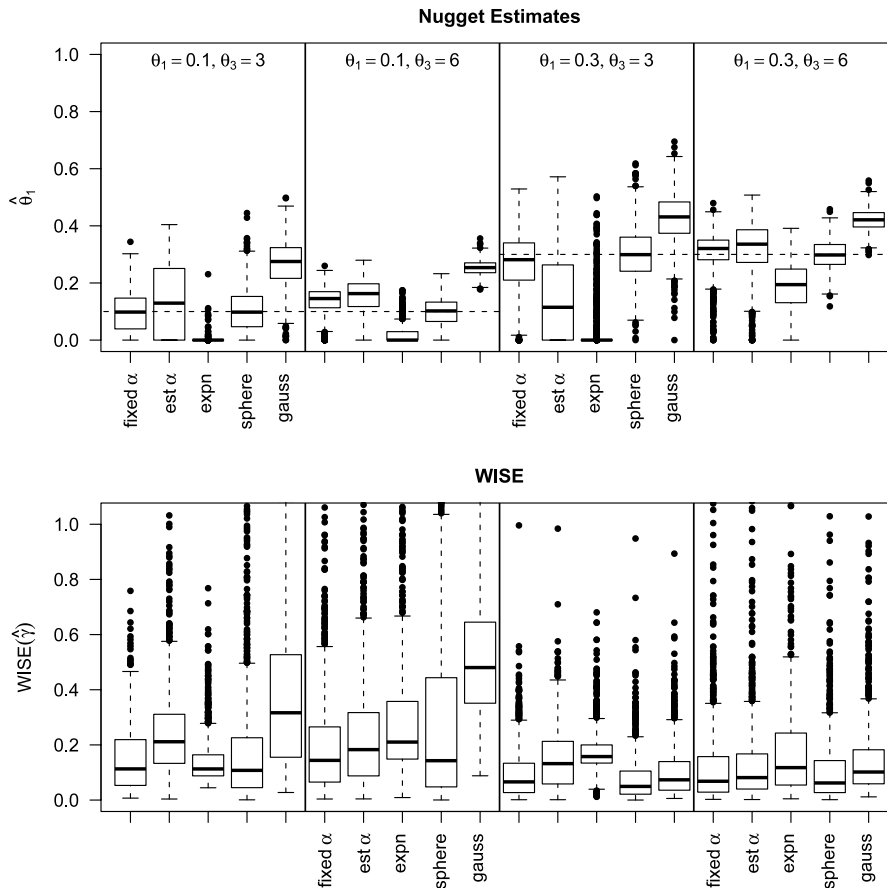 Nugget Estimates
θ₁ = 0.1, θ₃ = 3
θ₁ = 0.1, θ₃ = 6
θ₁ = 0.3, θ₃ = 3
θ₁ = 0.3, θ₃ = 6
1.0
0.8
0.6
0.4
0.2
0.0
θ̂₁
fixed α
est α
expn
sphere
gauss
fixed α
est α
expn
sphere
gauss
WISE
1.0
0.8
0.6
0.4
0.2
0.0
WISE(γ̂)
fixed α
est α
expn
sphere
gauss
fixed α
est α
expn
sphere
gauss